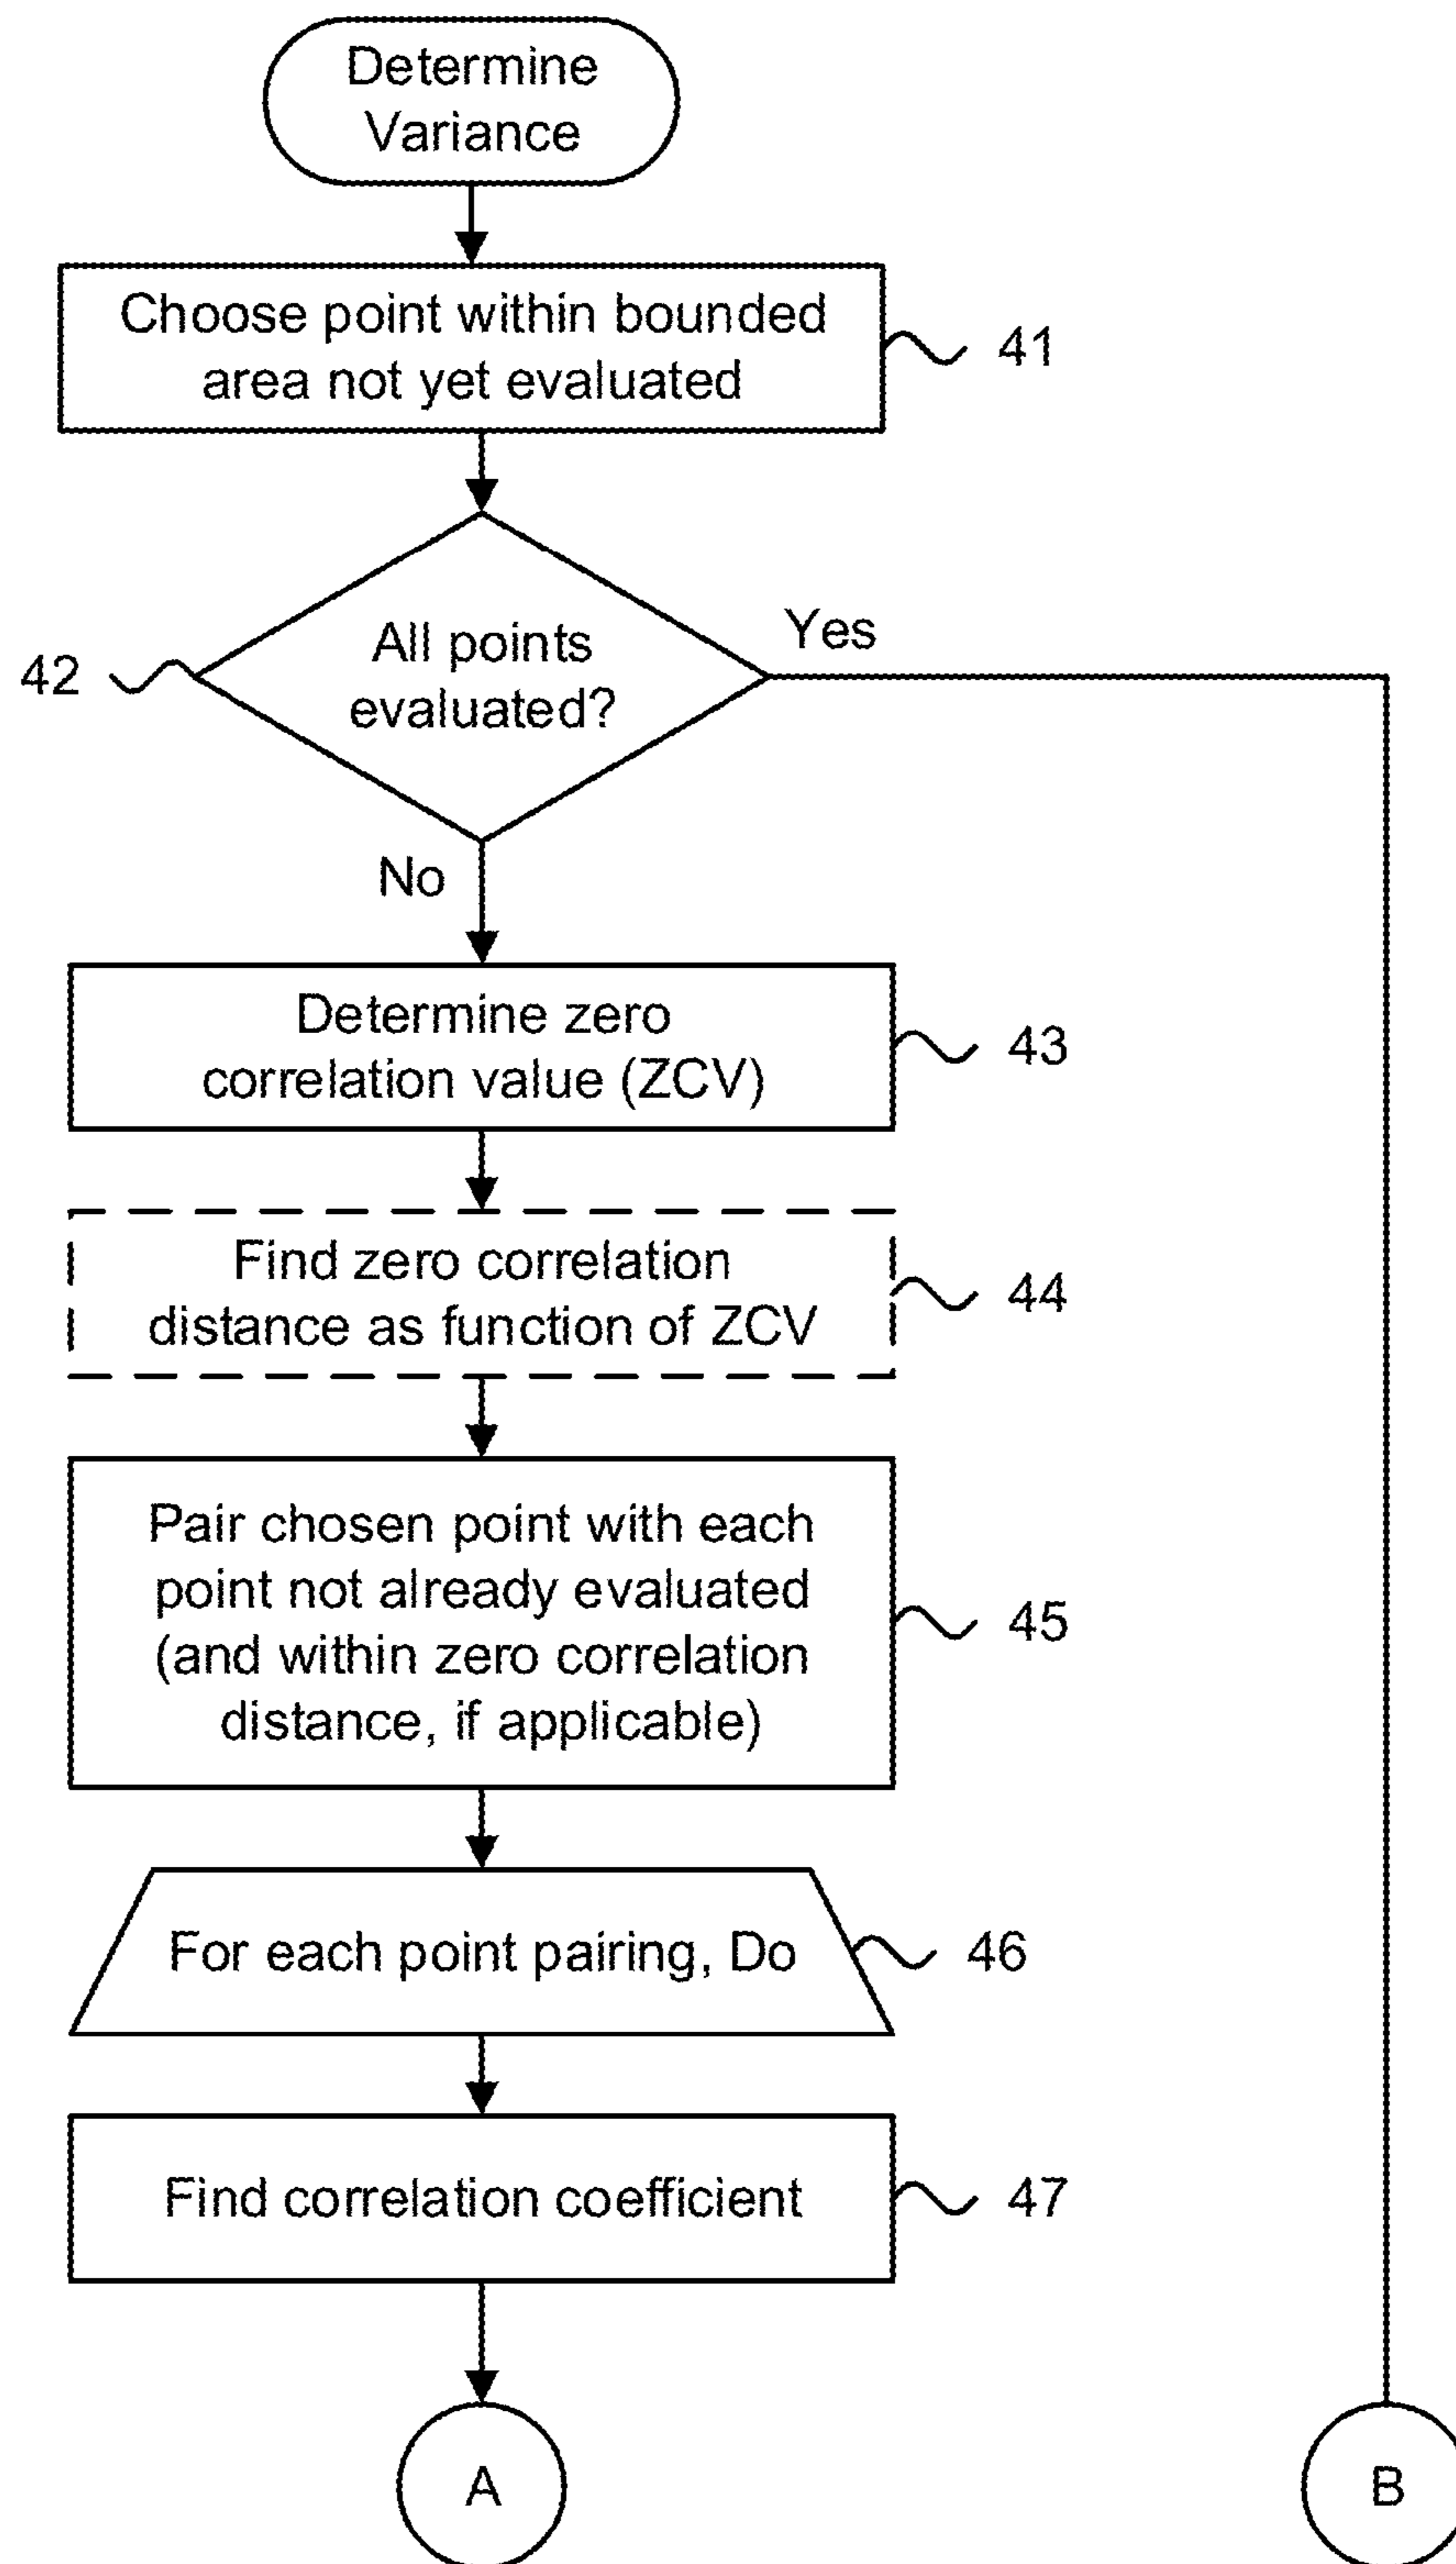 Determine
Variance
Choose point within bounded
area not yet evaluated
41
All points
evaluated?
42
Yes
No
Determine zero
correlation value (ZCV)
43
Find zero correlation
distance as function of ZCV
44
Pair chosen point with each
point not already evaluated
(and within zero correlation
distance, if applicable)
45
For each point pairing, Do
46
Find correlation coefficient
47
A
B